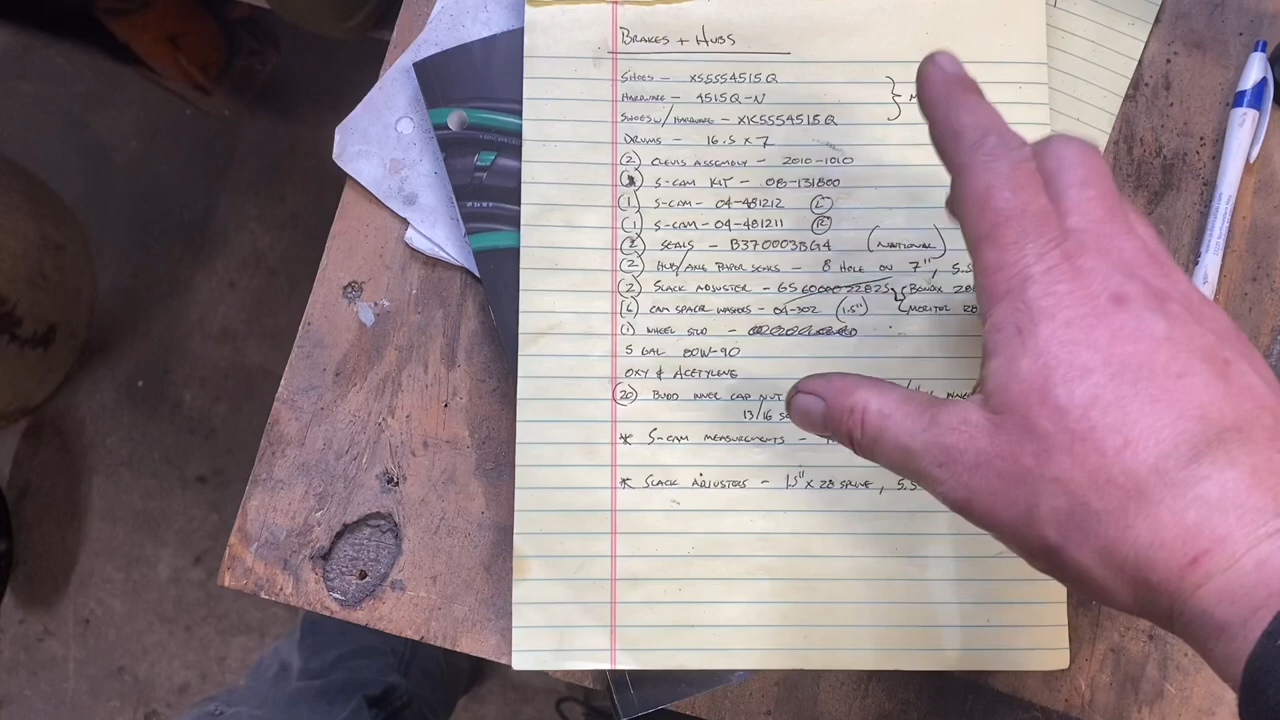 BRAKES + HUBS
SHOES - XS5554515Q
HARDWARE - 4515Q-N
SHOES W/ HARDWARE - XK5554515Q
DRUMS - 16.5 X 7
(2) CLEVIS ASSEMBLY - 2010-1010
S-CAM KIT - 08-131800
(1) S-CAM - 04-481212 (L)
(1) S-CAM - 04-481211 (R)
(2) SEALS - B370003BG4 (NATIONAL)
(2) HUB/AXLE PAPER SEALS - 8 HOLE ON 7",
(2) SLACK ADJUSTER - BENDIX
CAM SPACER WASHERS - 04-302 (1.5") MERITOR
(1) WHEEL STUD -
5 GAL 80W-90
OXY & ACETYLENE
(20) BUDD INNER CAP NUT
13/16
* S-CAM MEASUREMENTS -
* SLACK ADJUSTERS - 1.5" X 28 SPLINE, 5.5